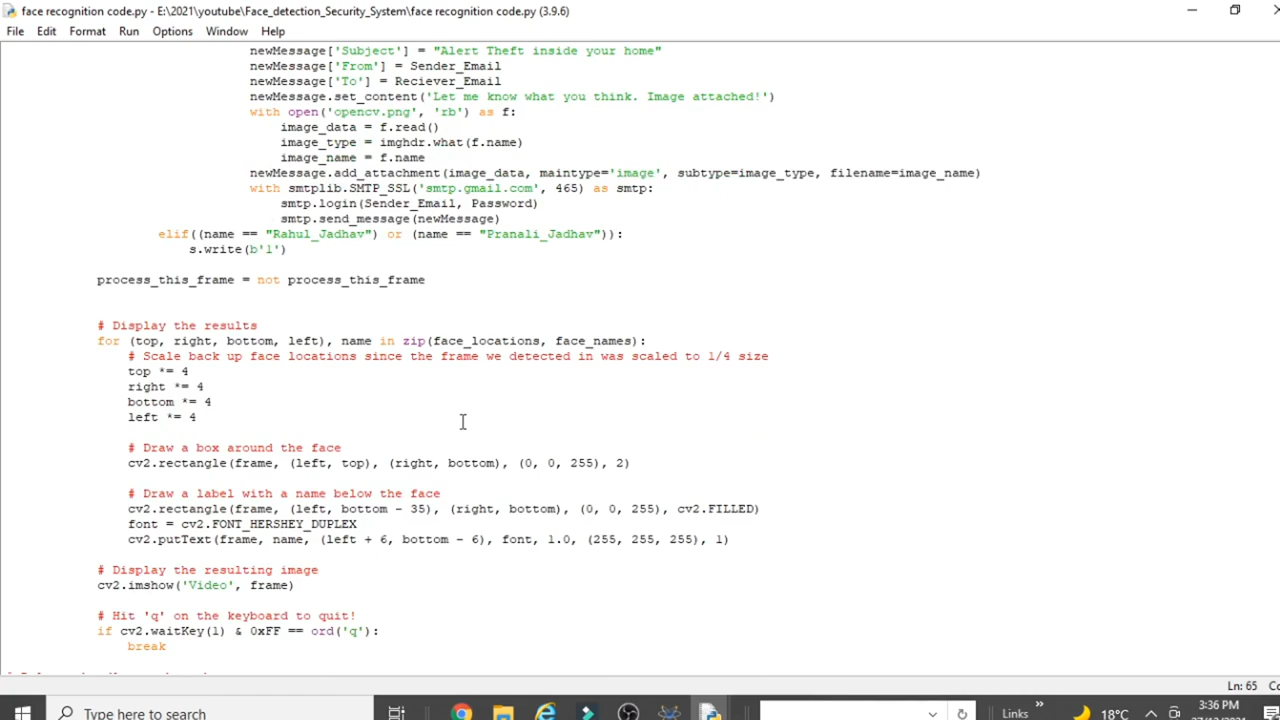 face recognition code.py - E:\2021\youtube\Face_detection_Security_System\face recognition code.py (3.9.6)
File Edit Format Run Options Window Help
newMessage['Subject'] = "Alert Theft inside your home"
newMessage['From'] = Sender_Email
newMessage['To'] = Reciever_Email
newMessage.set_content('Let me know what you think. Image attached!')
with open('opencv.png', 'rb') as f:
image_data = f.read()
image_type = imghdr.what(f.name)
image_name = f.name
newMessage.add_attachment(image_data, maintype='image', subtype=image_type, filename=image_name)
with smtplib.SMTP_SSL('smtp.gmail.com', 465) as smtp:
smtp.login(Sender_Email, Password)
smtp.send_message(newMessage)
elif((name == "Rahul_Jadhav") or (name == "Pranali_Jadhav")):
s.write(b'1')
process_this_frame = not process_this_frame
# Display the results
for (top, right, bottom, left), name in zip(face_locations, face_names):
# Scale back up face locations since the frame we detected in was scaled to 1/4 size
top *= 4
right *= 4
bottom *= 4
left *= 4
# Draw a box around the face
cv2.rectangle(frame, (left, top), (right, bottom), (0, 0, 255), 2)
# Draw a label with a name below the face
cv2.rectangle(frame, (left, bottom - 35), (right, bottom), (0, 0, 255), cv2.FILLED)
font = cv2.FONT_HERSHEY_DUPLEX
cv2.putText(frame, name, (left + 6, bottom - 6), font, 1.0, (255, 255, 255), 1)
# Display the resulting image
cv2.imshow('Video', frame)
# Hit 'q' on the keyboard to quit!
if cv2.waitKey(1) & 0xFF == ord('q'):
break
Ln: 65
Type here to search
Links
18°C
3:36 PM